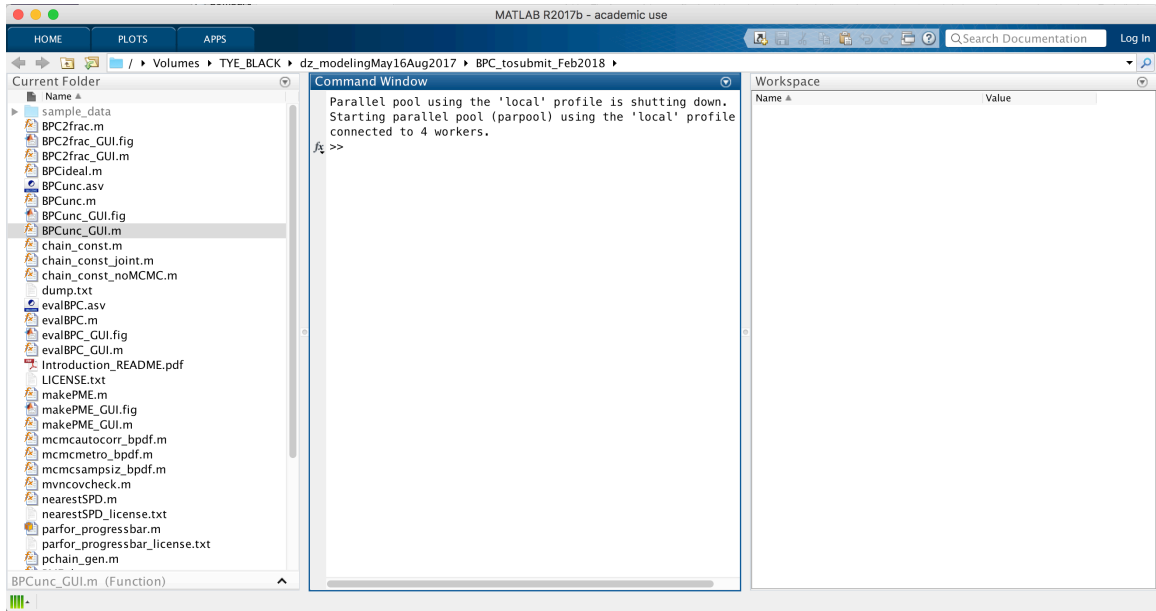 MATLAB R2017b - academic use
HOME PLOTS APPS
Search Documentation Log In
/ Volumes TYE_BLACK dz_modelingMay16Aug2017 BPC_tosubmit_Feb2018
Current Folder
Name
sample_data
BPC2frac.m
BPC2frac_GUI.fig
BPC2frac_GUI.m
BPCideal.m
BPCunc.asv
BPCunc.m
BPCunc_GUI.fig
BPCunc_GUI.m
chain_const.m
chain_const_joint.m
chain_const_noMCMC.m
dump.txt
evalBPC.asv
evalBPC.m
evalBPC_GUI.fig
evalBPC_GUI.m
Introduction_README.pdf
LICENSE.txt
makePME.m
makePME_GUI.fig
makePME_GUI.m
mcmcautocorr_bpdf.m
mcmcmetro_bpdf.m
mcmcsampsiz_bpdf.m
mvncovcheck.m
nearestSPD.m
nearestSPD_license.txt
parfor_progressbar.m
parfor_progressbar_license.txt
pchain_gen.m
BPCunc_GUI.m (Function)
Command Window
Parallel pool using the 'local' profile is shutting down.
Starting parallel pool (parpool) using the 'local' profile
connected to 4 workers.
fx >>
Workspace
Name Value